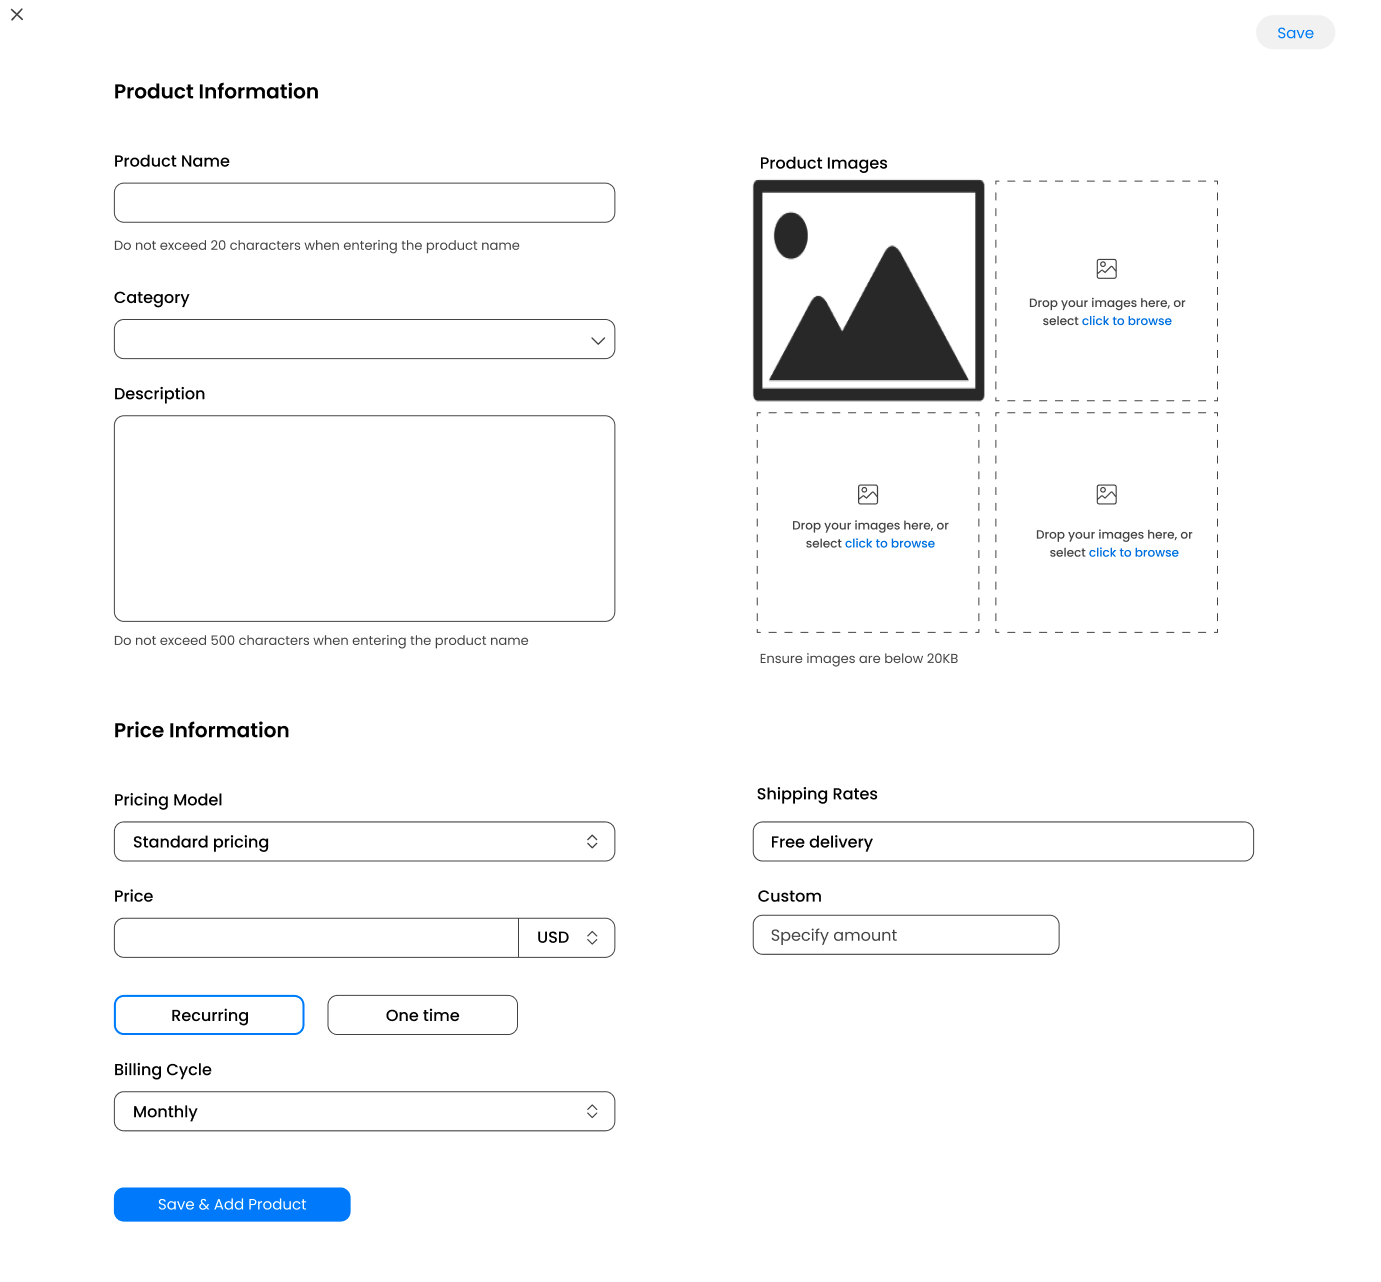 Save
Product Information
Product Name
Do not exceed 20 characters when entering the product name
Category
Description
Do not exceed 500 characters when entering the product name
Product Images
Drop your images here, or
select click to browse
Drop your images here, or
select click to browse
Drop your images here, or
select click to browse
Ensure images are below 20KB
Price Information
Pricing Model
Standard pricing
Price
USD
Recurring
One time
Billing Cycle
Monthly
Shipping Rates
Free delivery
Custom
Specify amount
Save & Add Product